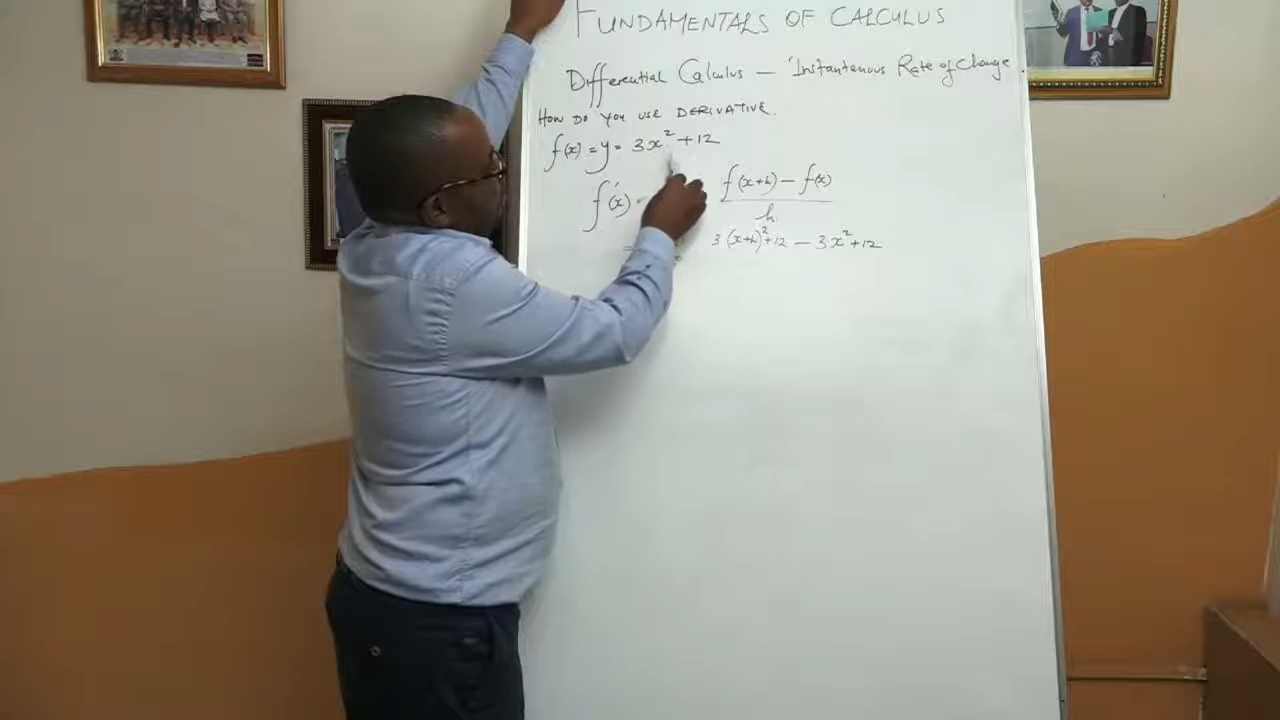 FUNDAMENTALS OF CALCULUS
Differential Calculus — 'Instantenous Rate of Change.
HOW DO YOU USE DERIVATIVE.
f(x) = y = 3x² + 12
f'(x) = f(x+h) - f(x)
h
= 3(x+h)²+12 - 3x²+12